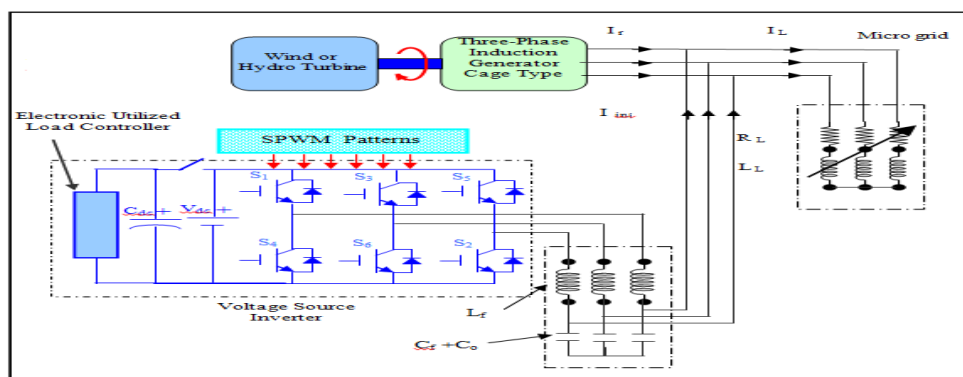 Wind or
Hydro Turbine
Three-Phase
Induction
Generator
Cage Type
I r
I L
Micro grid
Electronic Utilized
Load Controller
SPWM Patterns
I inj
R L
L L
S1
S3
S5
Cdc +
Vdc +
S4
S6
S2
Voltage Source
Inverter
Lf
Cf +Co